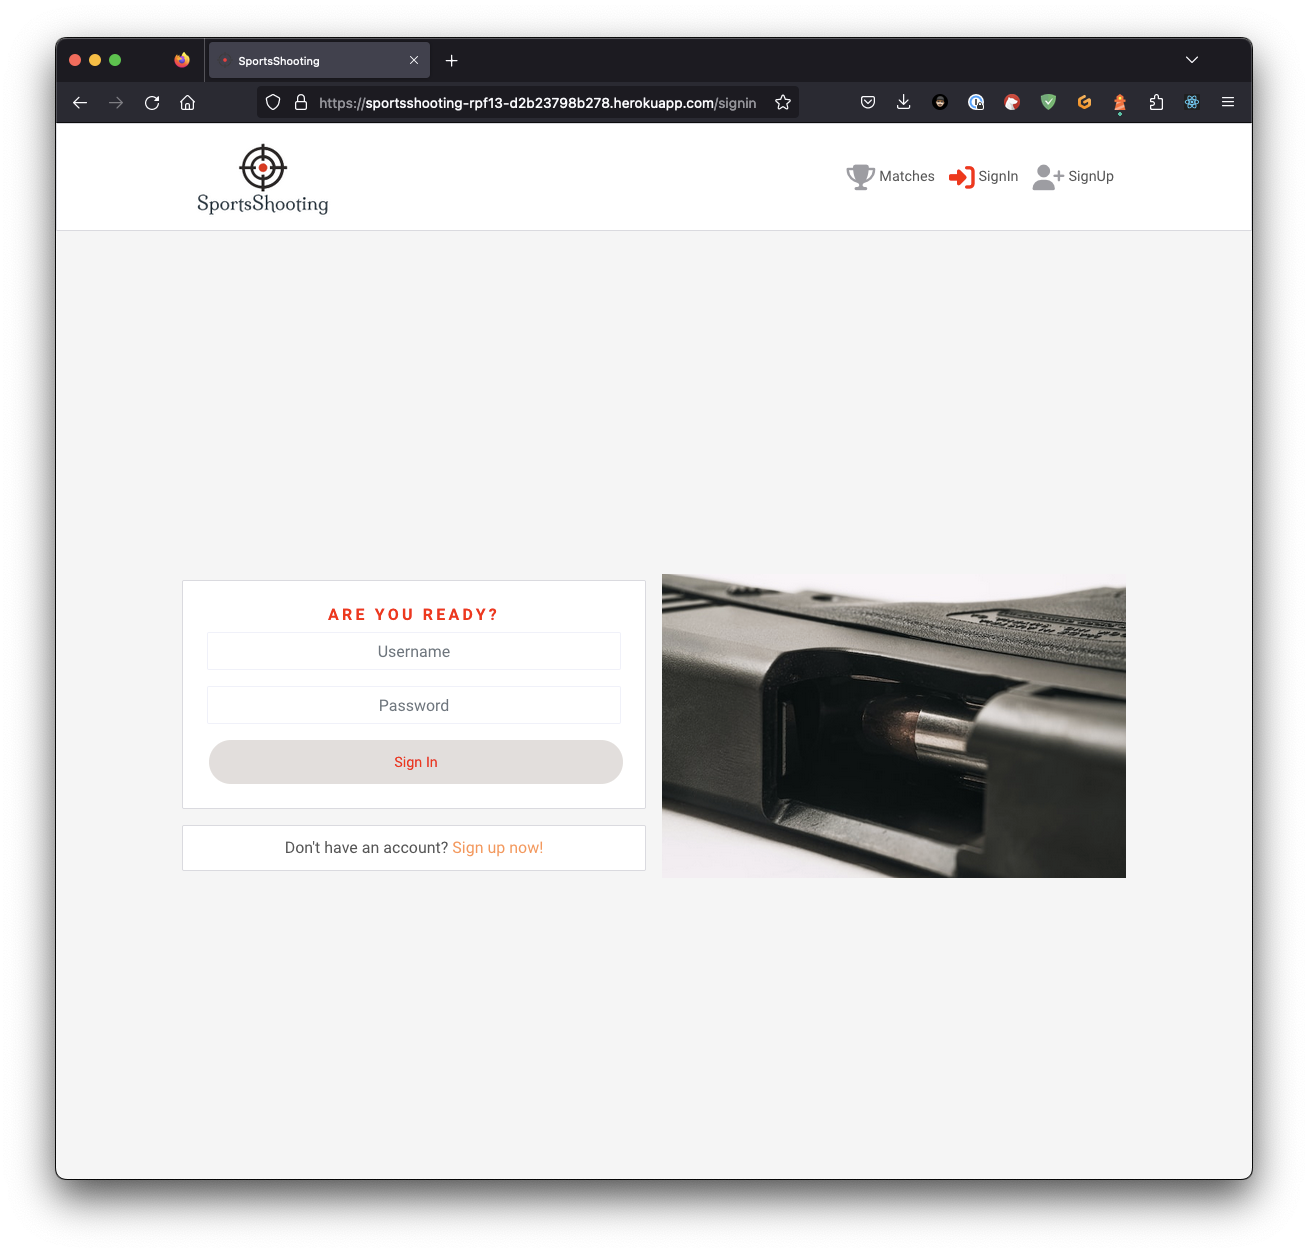 SportsShooting
https://sportsshooting-rpf13-d2b23798b278.herokuapp.com/signin
SportsShooting
Matches
SignIn
SignUp
ARE YOU READY?
Username
Password
Sign In
Don't have an account? Sign up now!